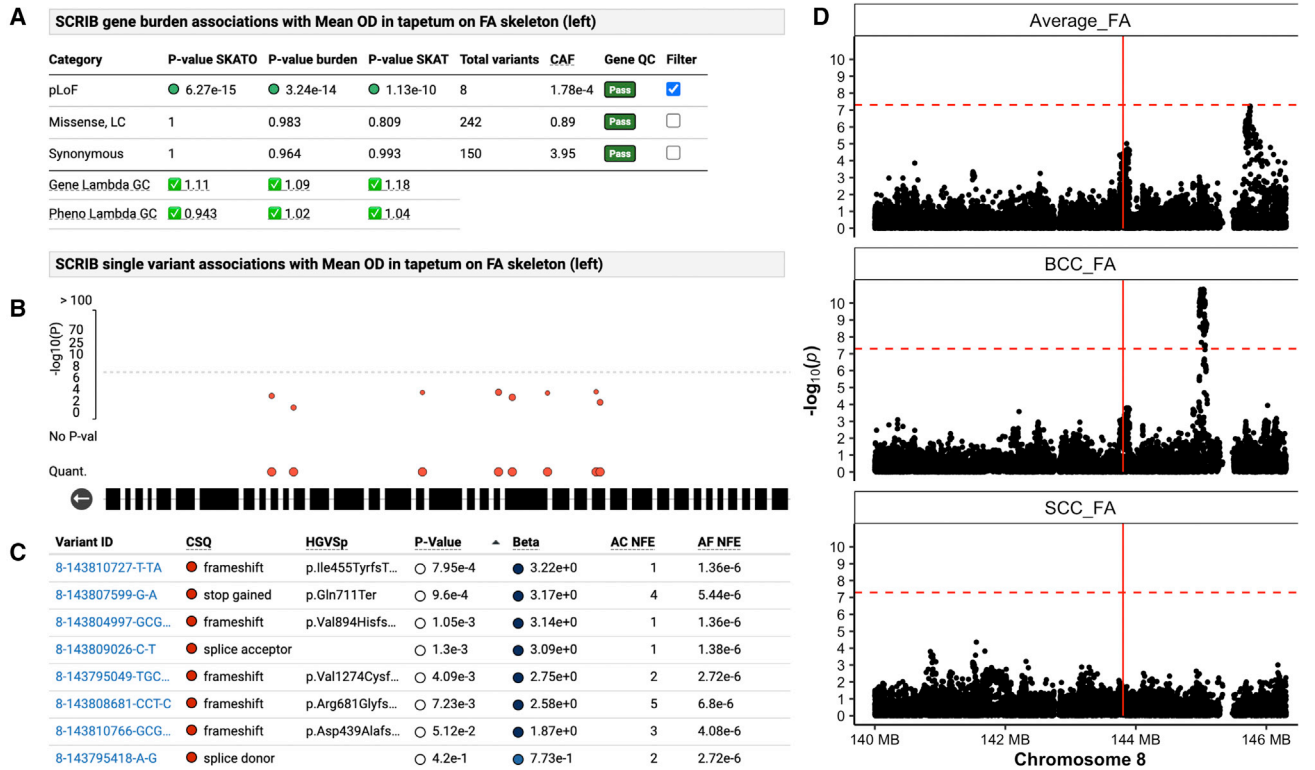 A
SCRIB gene burden associations with Mean OD in tapetum on FA skeleton (left)
Category P-value SKATO P-value burden P-value SKAT Total variants CAF Gene QC Filter
pLoF 6.27e-15 3.24e-14 1.13e-10 8 1.78e-4 Pass
Missense, LC 1 0.983 0.809 242 0.89 Pass
Synonymous 1 0.964 0.993 150 3.95 Pass
Gene Lambda GC 1.11 1.09 1.18
Pheno Lambda GC 0.943 1.02 1.04
SCRIB single variant associations with Mean OD in tapetum on FA skeleton (left)
B
> 100
70
25
10
8
6
4
2
0
-log10(P)
No P-val
Quant.
C
Variant ID CSQ HGVSp P-Value Beta AC NFE AF NFE
8-143810727-T-TA frameshift p.Ile455TyrfsT... 7.95e-4 3.22e+0 1 1.36e-6
8-143807599-G-A stop gained p.Gln711Ter 9.6e-4 3.17e+0 4 5.44e-6
8-143804997-GCG... frameshift p.Val894Hisfs... 1.05e-3 3.14e+0 1 1.36e-6
8-143809026-C-T splice acceptor 1.3e-3 3.09e+0 1 1.38e-6
8-143795049-TGC... frameshift p.Val1274Cysf... 4.09e-3 2.75e+0 2 2.72e-6
8-143808681-CCT-C frameshift p.Arg681Glyfs... 7.23e-3 2.58e+0 5 6.8e-6
8-143810766-GCG... frameshift p.Asp439Alafs... 5.12e-2 1.87e+0 3 4.08e-6
8-143795418-A-G splice donor 4.2e-1 7.73e-1 2 2.72e-6
D
Average_FA
10
9
8
7
6
5
4
3
2
1
0
BCC_FA
10
9
8
7
6
5
4
3
2
1
0
SCC_FA
10
9
8
7
6
5
4
3
2
1
0
-log10(p)
140 MB 142 MB 144 MB 146 MB
Chromosome 8